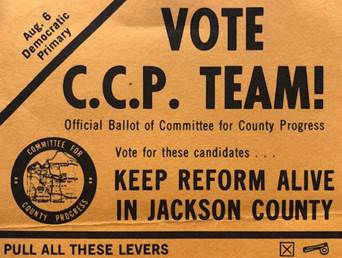 Aug. 6
Democratic
Primary
VOTE
C.C.P. TEAM!
Official Ballot of Committee for County Progress
Vote for these candidates . . .
COMMITTEE FOR
COUNTY PROGRESS
KEEP REFORM ALIVE
IN JACKSON COUNTY
PULL ALL THESE LEVERS